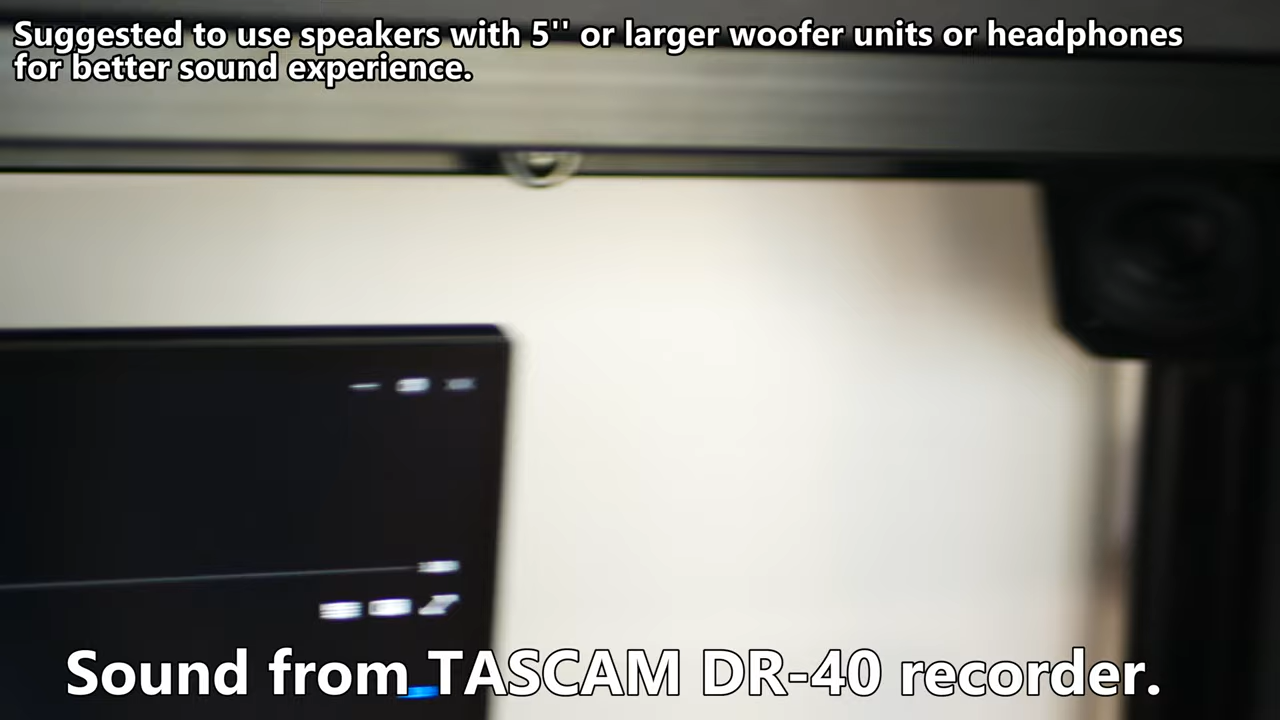 Suggested to use speakers with 5'' or larger woofer units or headphones
for better sound experience.
Sound from TASCAM DR-40 recorder.